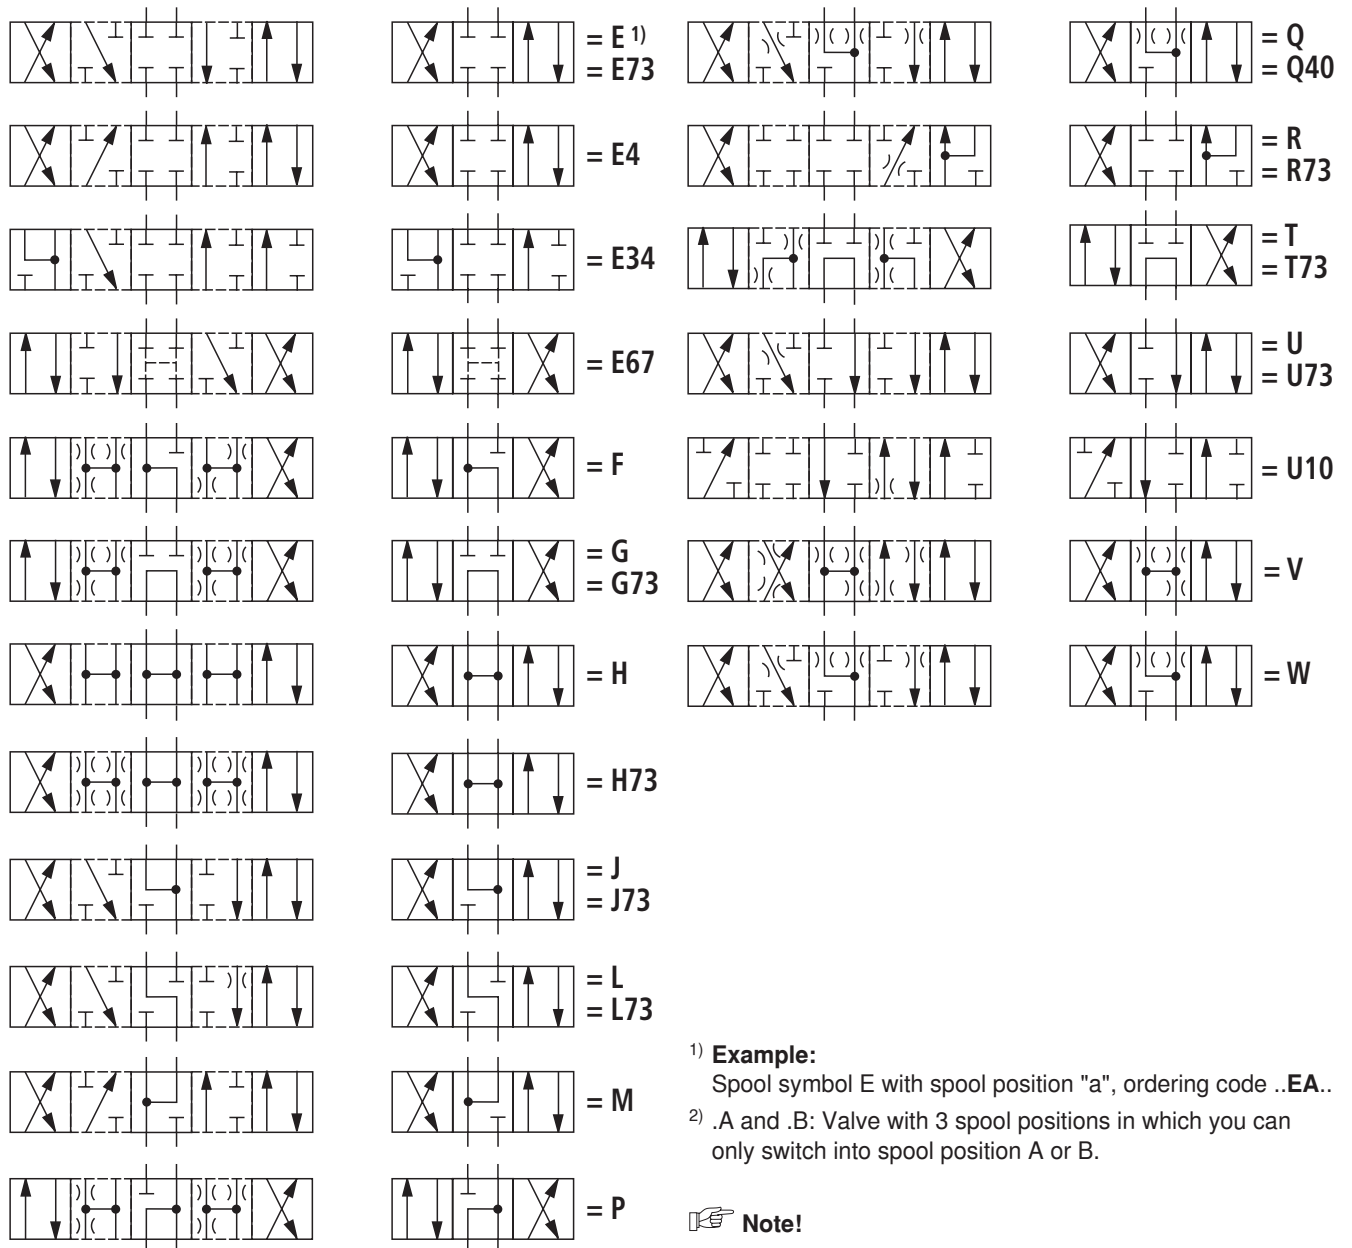 = E 1)
= E73
= E4
= E34
= E67
= F
= G
= G73
= H
= H73
= J
= J73
= L
= L73
= M
= P
= Q
= Q40
= R
= R73
= T
= T73
= U
= U73
= U10
= V
= W
1) Example:
Spool symbol E with spool position "a", ordering code ..EA..
2) .A and .B: Valve with 3 spool positions in which you can
only switch into spool position A or B.
Note!